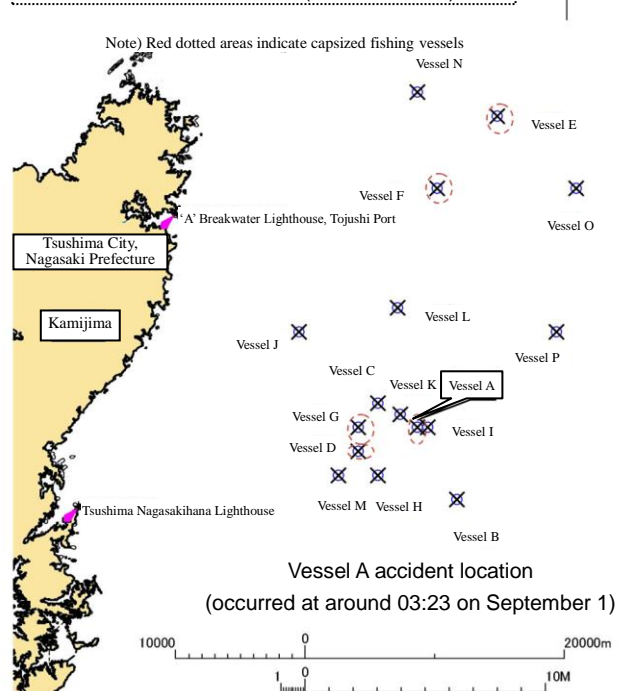 Note) Red dotted areas indicate capsized fishing vessels
Vessel N
Vessel E
Vessel F
Vessel O
'A' Breakwater Lighthouse, Tojushi Port
Tsushima City,
Nagasaki Prefecture
Kamijima
Vessel L
Vessel J
Vessel P
Vessel C
Vessel K
Vessel A
Vessel G
Vessel I
Vessel D
Vessel M
Vessel H
Tsushima Nagasakihana Lighthouse
Vessel B
Vessel A accident location
(occurred at around 03:23 on September 1)
10000 0 20000m
1 0 10M